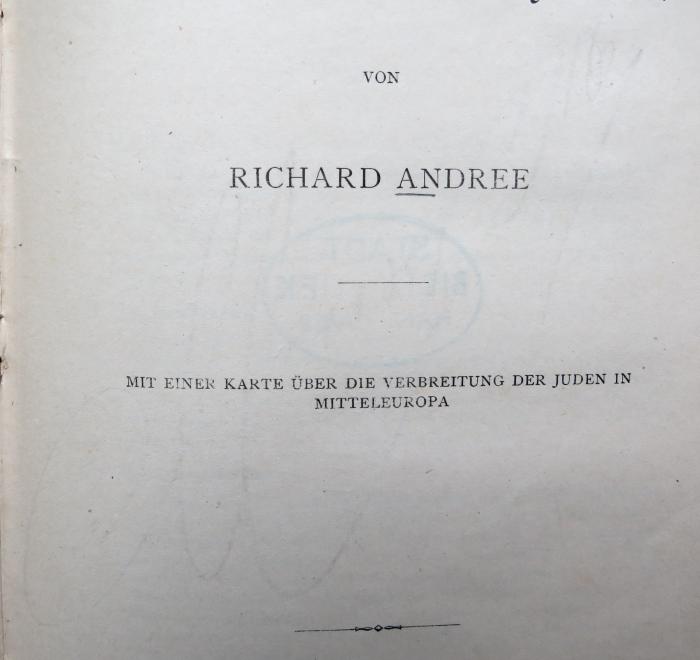 VON
RICHARD ANDREE
MIT EINER KARTE ÜBER DIE VERBREITUNG DER JUDEN IN
MITTELEUROPA